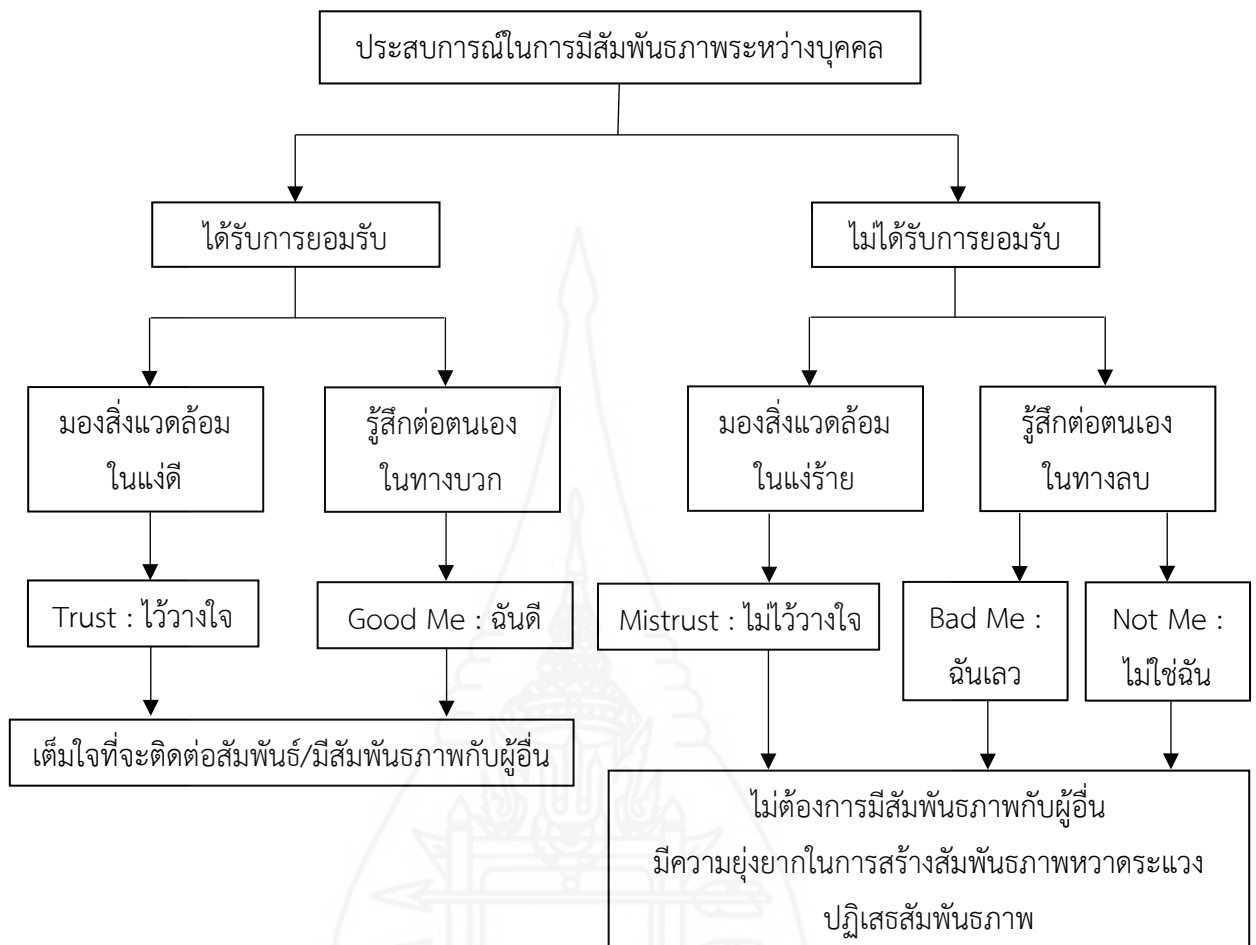 ประสบการณ์ในการมีสัมพันธภาพระหว่างบุคคล
ได้รับการยอมรับ
ไม่ได้รับการยอมรับ
มองสิ่งแวดล้อม
ในแง่ดี
รู้สึกต่อตนเอง
ในทางบวก
มองสิ่งแวดล้อม
ในแง่ร้าย
รู้สึกต่อตนเอง
ในทางลบ
Trust : ไว้วางใจ
Good Me : ฉันดี
Mistrust : ไม่ไว้วางใจ
Bad Me :
ฉันเลว
Not Me :
ไม่ใช่ฉัน
เต็มใจที่จะติดต่อสัมพันธ์/มีสัมพันธภาพกับผู้อื่น
ไม่ต้องการมีสัมพันธภาพกับผู้อื่น
มีความยุ่งยากในการสร้างสัมพันธภาพหวาดระแวง
ปฏิเสธสัมพันธภาพ